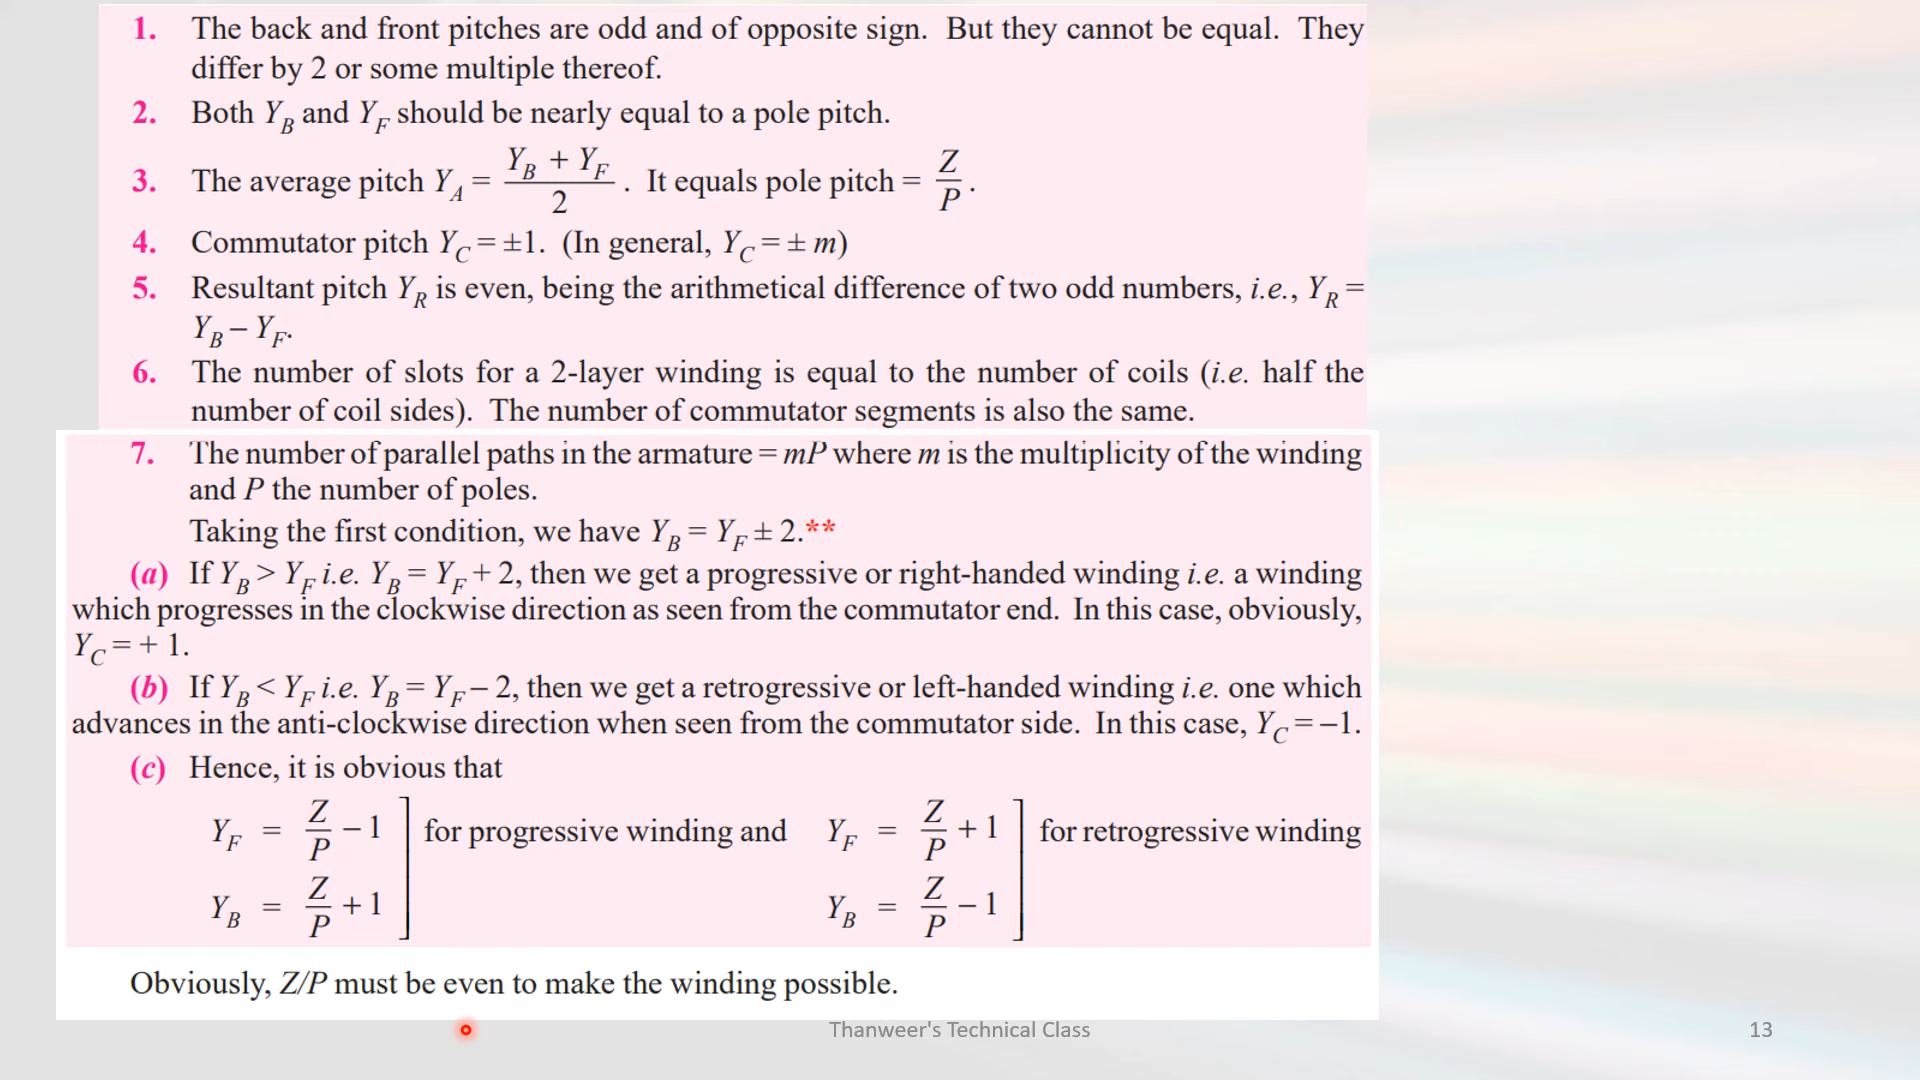 1. The back and front pitches are odd and of opposite sign. But they cannot be equal. They
differ by 2 or some multiple thereof.
2. Both Y_B and Y_F should be nearly equal to a pole pitch.
3. The average pitch Y_A = (Y_B + Y_F)/2. It equals pole pitch = Z/P.
4. Commutator pitch Y_C = ±1. (In general, Y_C = ± m)
5. Resultant pitch Y_R is even, being the arithmetical difference of two odd numbers, i.e., Y_R =
Y_B – Y_F.
6. The number of slots for a 2-layer winding is equal to the number of coils (i.e. half the
number of coil sides). The number of commutator segments is also the same.
7. The number of parallel paths in the armature = mP where m is the multiplicity of the winding
and P the number of poles.
Taking the first condition, we have Y_B = Y_F ± 2.**
(a) If Y_B > Y_F i.e. Y_B = Y_F + 2, then we get a progressive or right-handed winding i.e. a winding
which progresses in the clockwise direction as seen from the commutator end. In this case, obviously,
Y_C = + 1.
(b) If Y_B < Y_F i.e. Y_B = Y_F – 2, then we get a retrogressive or left-handed winding i.e. one which
advances in the anti-clockwise direction when seen from the commutator side. In this case, Y_C = –1.
(c) Hence, it is obvious that
Y_F = Z/P – 1 ] for progressive winding and Y_F = Z/P + 1 ] for retrogressive winding
Y_B = Z/P + 1 Y_B = Z/P – 1
Obviously, Z/P must be even to make the winding possible.
Thanweer's Technical Class 13